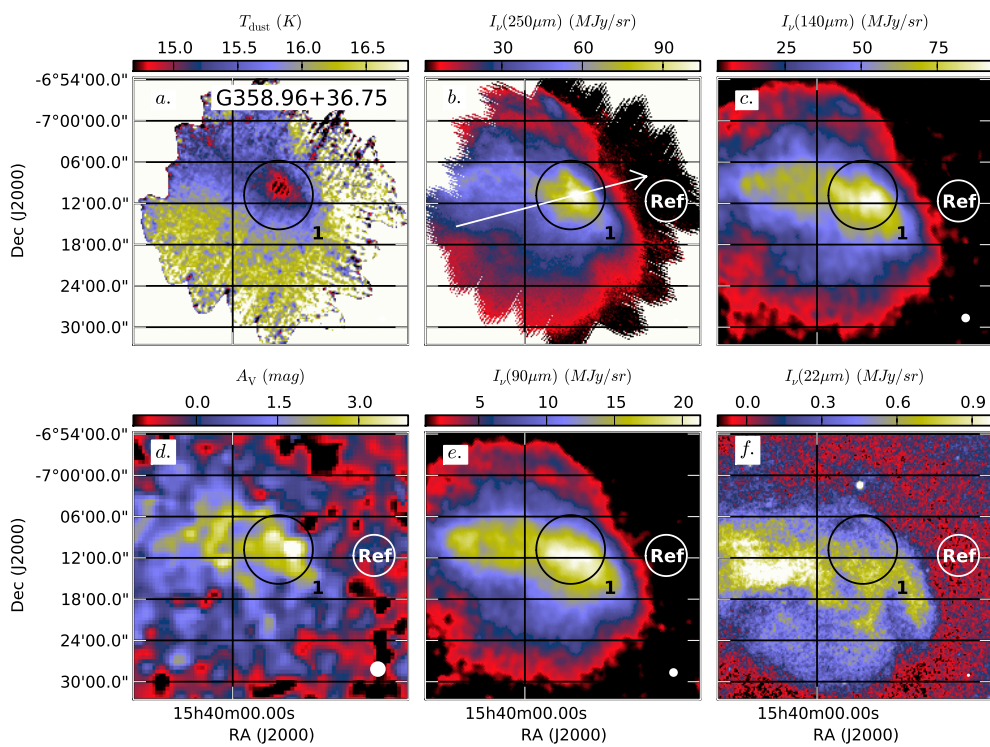 T_dust (K)
I_ν(250μm) (MJy/sr)
I_ν(140μm) (MJy/sr)
15.0 15.5 16.0 16.5
30 60 90
25 50 75
-6°54'00.0"
-7°00'00.0"
06'00.0"
12'00.0"
18'00.0"
24'00.0"
30'00.0"
Dec (J2000)
a.
G358.96+36.75
1
b.
Ref
1
c.
Ref
1
A_V (mag)
I_ν(90μm) (MJy/sr)
I_ν(22μm) (MJy/sr)
0.0 1.5 3.0
5 10 15 20
0.0 0.3 0.6 0.9
-6°54'00.0"
-7°00'00.0"
06'00.0"
12'00.0"
18'00.0"
24'00.0"
30'00.0"
Dec (J2000)
d.
Ref
1
e.
Ref
1
f.
Ref
1
15h40m00.00s
15h40m00.00s
15h40m00.00s
RA (J2000)
RA (J2000)
RA (J2000)